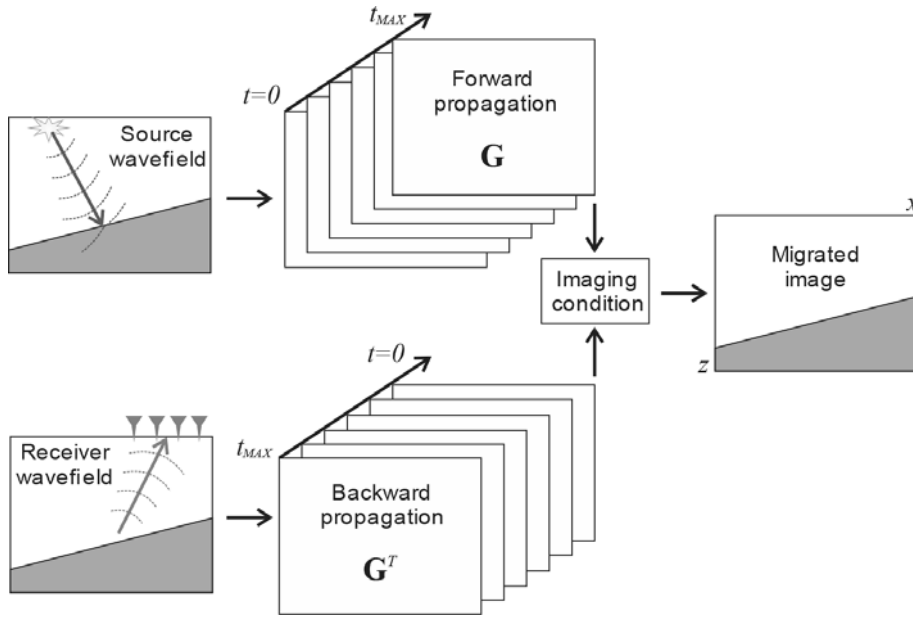 t_MAX
t=0
Forward
propagation
G
Source
wavefield
x
Imaging
condition
Migrated
image
z
t=0
t_MAX
Receiver
wavefield
Backward
propagation
G^T